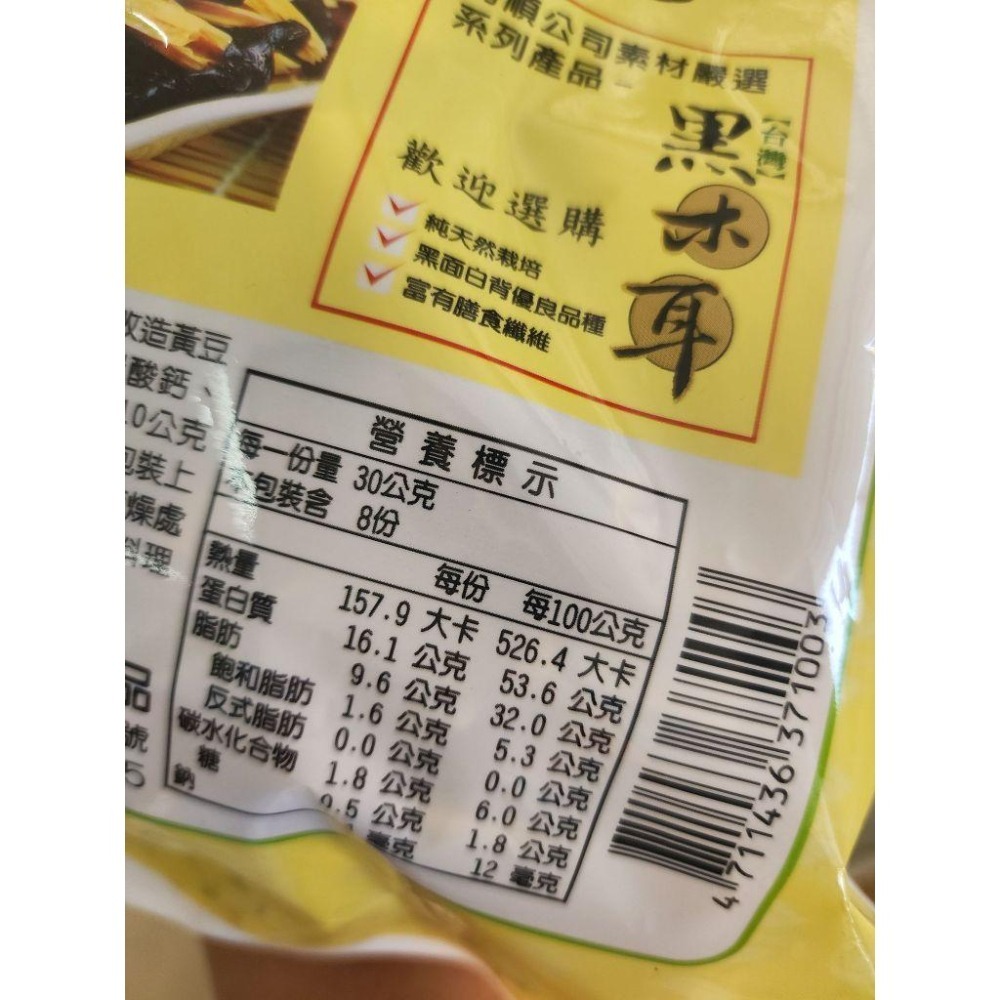 順公司素材嚴選
系列產品
【台灣】
黑木耳
歡迎選購
純天然栽培
黑面白背優良品種
富有膳食纖維
改造黃豆
酸鈣、
10公克
包裝上
燥處
料理
品
號
營養標示
每一份量 30公克
本包裝含 8份
每份 每100公克
熱量 157.9 大卡 526.4 大卡
蛋白質 16.1 公克 53.6 公克
脂肪 9.6 公克 32.0 公克
飽和脂肪 1.6 公克 5.3 公克
反式脂肪 0.0 公克 0.0 公克
碳水化合物 1.8 公克 6.0 公克
糖 0.5 公克 1.8 公克
鈉 毫克 12 毫克
4 711436 371003